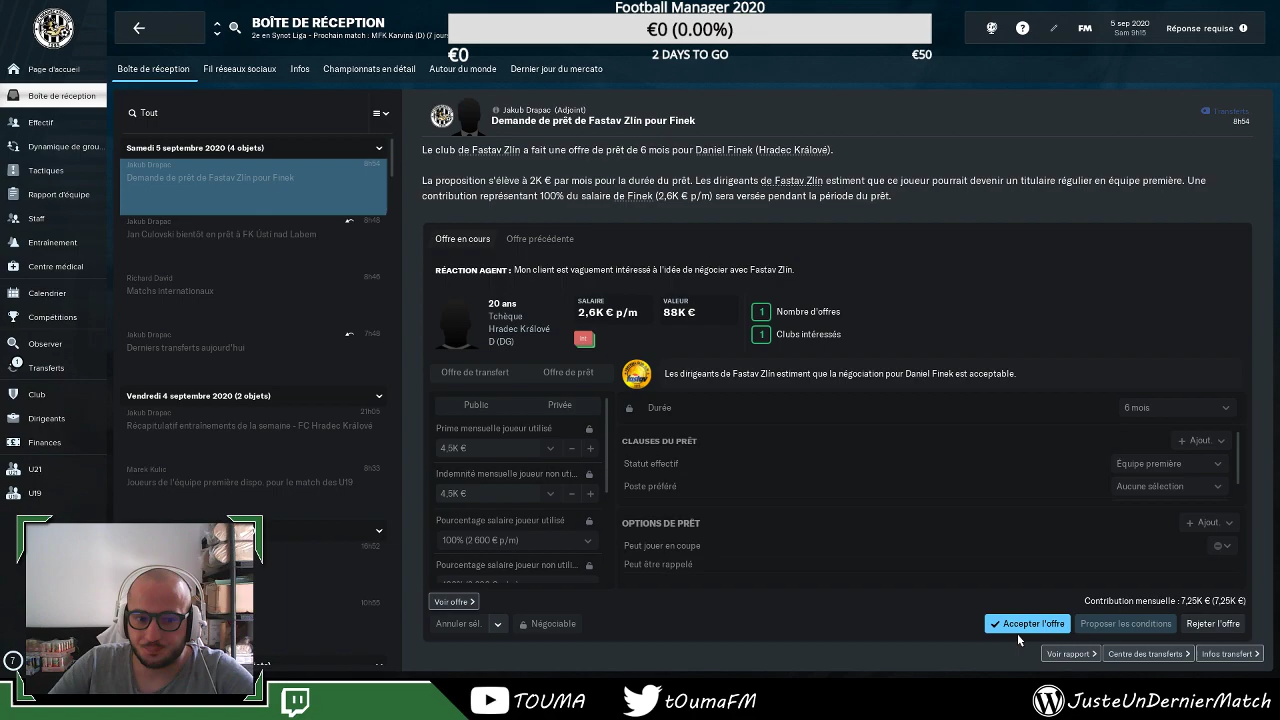 Football Manager 2020
BOÎTE DE RÉCEPTION
2e en Synot Liga - Prochain match : MFK Karviná (D) (7 jours
€0 (0.00%)
€0
2 DAYS TO GO
€50
FM
5 sep 2020
Sam 9h15
Réponse requise
Boîte de réception
Fil réseaux sociaux
Infos
Championnats en détail
Autour du monde
Dernier jour du mercato
Page d'accueil
Boîte de réception
Effectif
Dynamique de grou...
Tactiques
Rapport d'équipe
Staff
Entraînement
Centre médical
Calendrier
Compétitions
Observer
1
Transferts
Club
Dirigeants
Finances
U21
U19
Tout
Samedi 5 septembre 2020 (4 objets)
Jakub Drapac
8h54
Demande de prêt de Fastav Zlín pour Finek
Jakub Drapac
8h48
Jan Culovski bientôt en prêt à FK Ústí nad Labem
Richard David
8h46
Matchs internationaux
Jakub Drapac
7h48
Derniers transferts aujourd'hui
Vendredi 4 septembre 2020 (2 objets)
Jakub Drapac
21h05
Récapitulatif entraînements de la semaine - FC Hradec Králové
Marek Kulic
8h33
Joueurs de l'équipe première dispo. pour le match des U19
16h52
10h55
7
Jakub Drapac (Adjoint)
Demande de prêt de Fastav Zlín pour Finek
Transferts
8h54
Le club de Fastav Zlín a fait une offre de prêt de 6 mois pour Daniel Finek (Hradec Králové).
La proposition s'élève à 2K € par mois pour la durée du prêt. Les dirigeants de Fastav Zlín estiment que ce joueur pourrait devenir un titulaire régulier en équipe première. Une
contribution représentant 100% du salaire de Finek (2,6K € p/m) sera versée pendant la période du prêt.
Offre en cours
Offre précédente
RÉACTION AGENT : Mon client est vaguement intéressé à l'idée de négocier avec Fastav Zlín.
20 ans
Tchèque
Hradec Králové
D (DG)
SALAIRE
2,6K € p/m
VALEUR
88K €
Int
1
Nombre d'offres
1
Clubs intéressés
Offre de transfert
Offre de prêt
Les dirigeants de Fastav Zlín estiment que la négociation pour Daniel Finek est acceptable.
Public
Privée
Prime mensuelle joueur utilisé
4,5K €
Indemnité mensuelle joueur non uti...
4,5K €
Pourcentage salaire joueur utilisé
100% (2 600 € p/m)
Pourcentage salaire joueur non utili...
Durée
6 mois
CLAUSES DU PRÊT
Ajout.
Statut effectif
Équipe première
Poste préféré
Aucune sélection
OPTIONS DE PRÊT
Ajout.
Peut jouer en coupe
Peut être rappelé
Voir offre
Contribution mensuelle : 7,25K € (7,25K €)
Annuler sél.
Négociable
Accepter l'offre
Proposer les conditions
Rejeter l'offre
Voir rapport
Centre des transferts
Infos transfert
TOUMA
tOumaFM
JusteUnDernierMatch